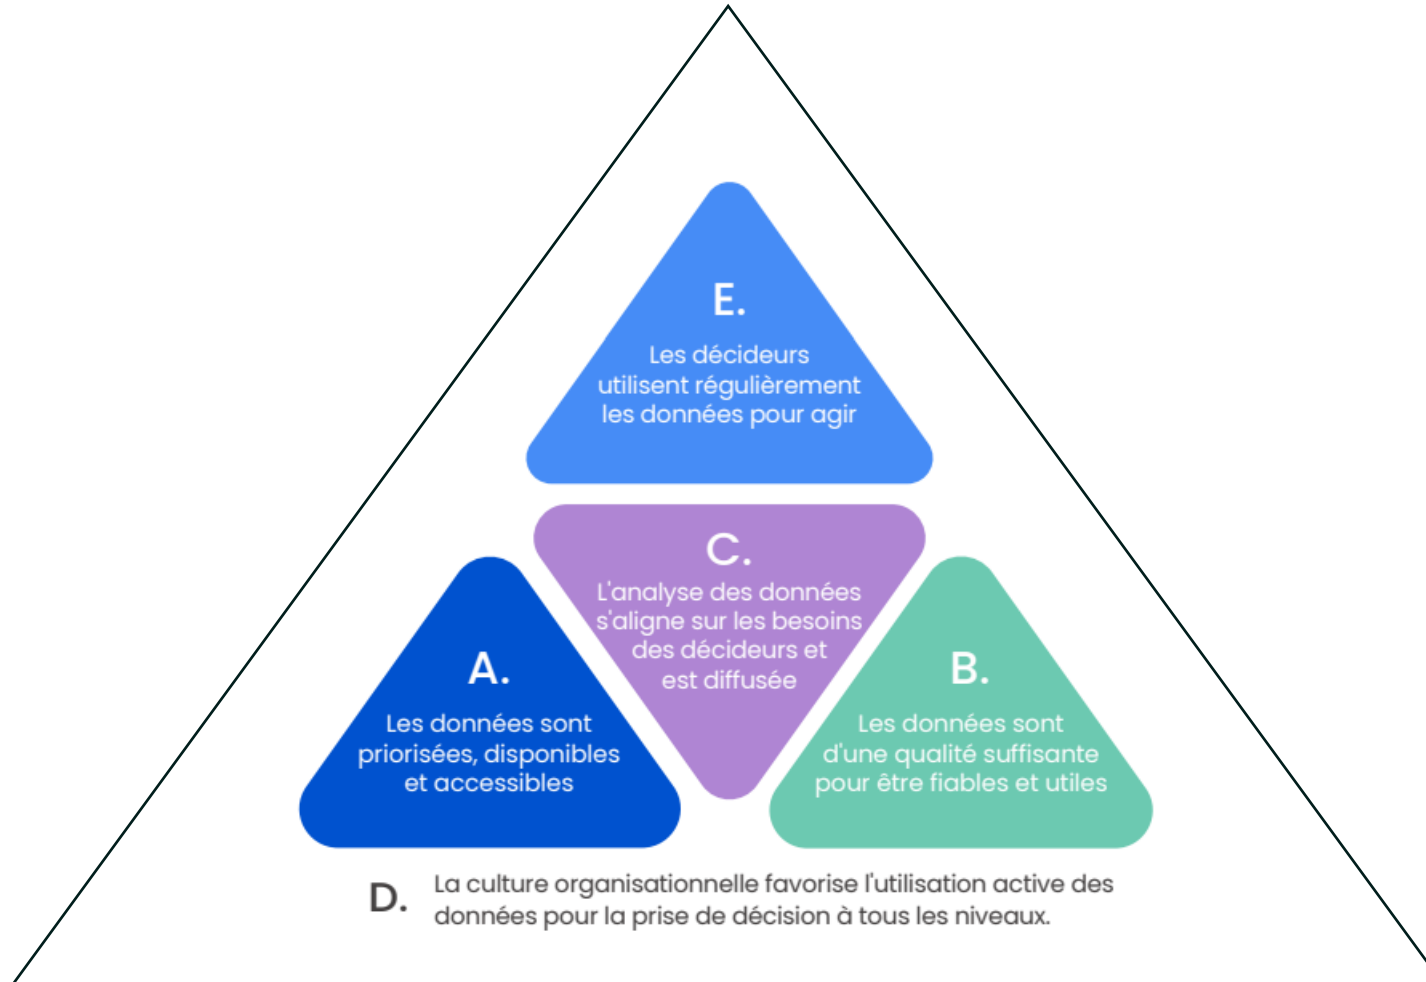 E.
Les décideurs
utilisent régulièrement
les données pour agir
C.
L'analyse des données
s'aligne sur les besoins
des décideurs et
est diffusée
A.
Les données sont
priorisées, disponibles
et accessibles
B.
Les données sont
d'une qualité suffisante
pour être fiables et utiles
D.
La culture organisationnelle favorise l'utilisation active des
données pour la prise de décision à tous les niveaux.